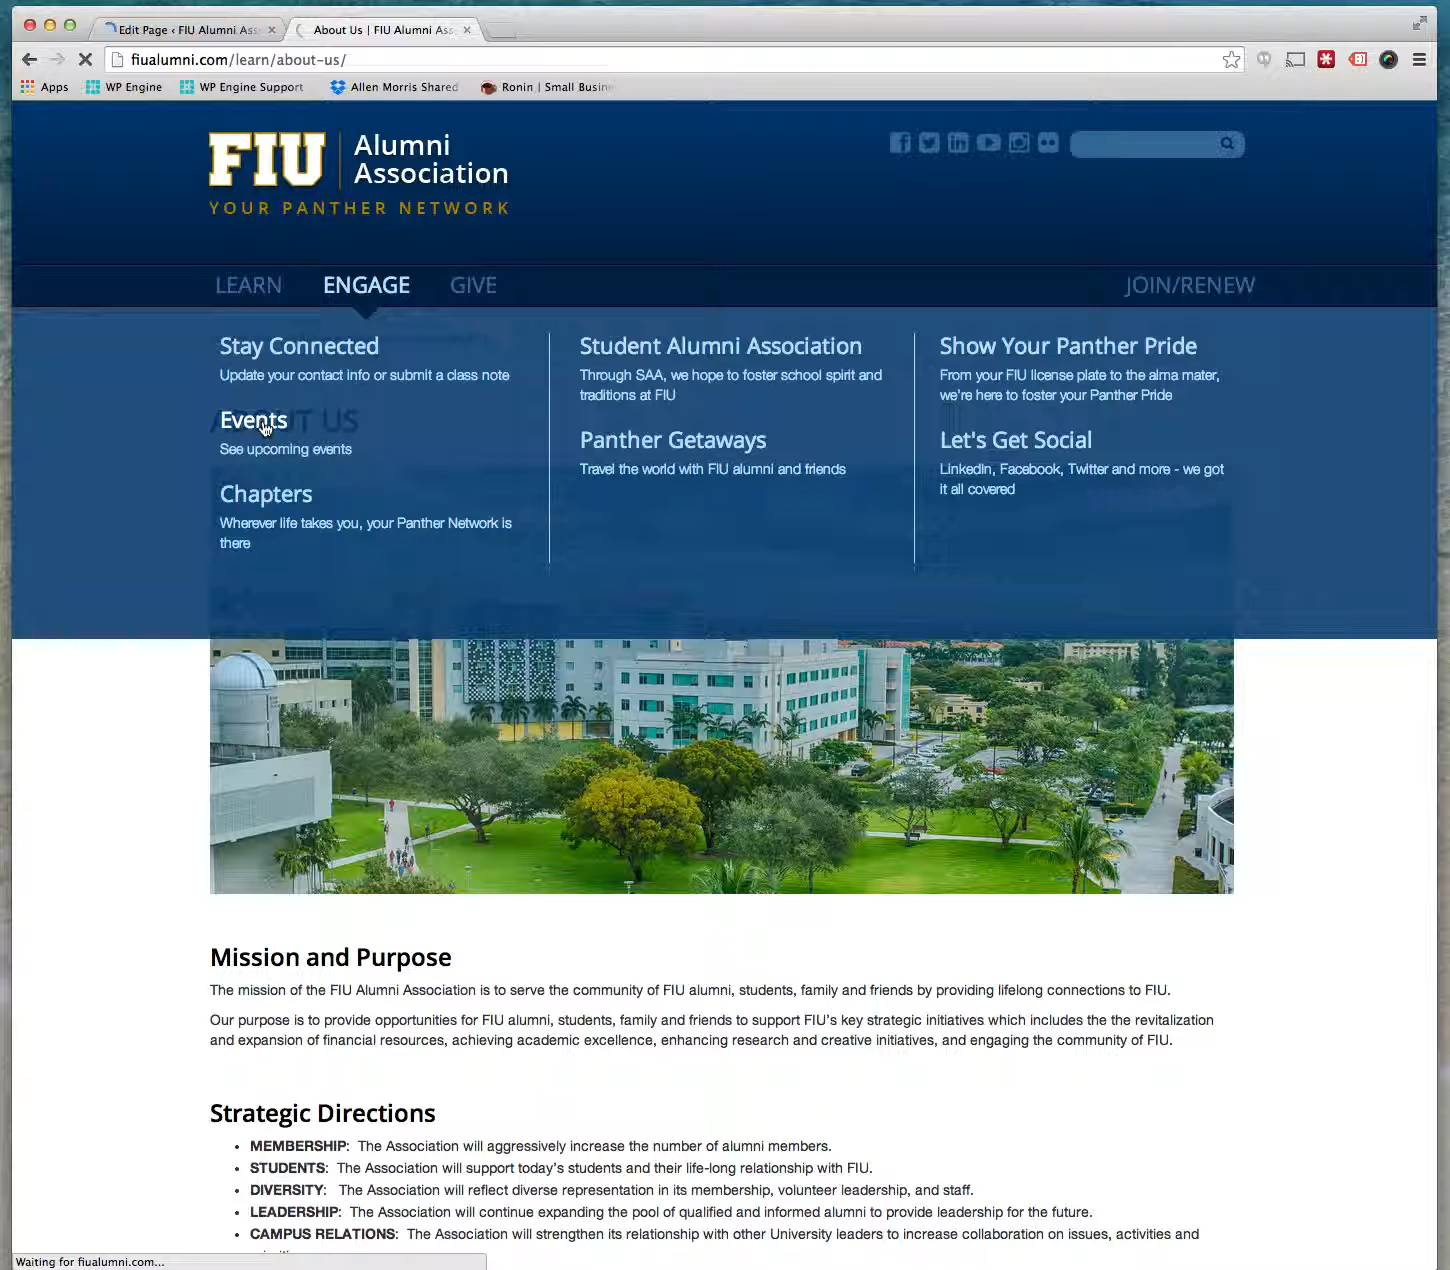 Edit Page ‹ FIU Alumni Ass
About Us | FIU Alumni Ass
fiualumni.com/learn/about-us/
Apps
WP Engine
WP Engine Support
Allen Morris Shared
Ronin | Small Busin
FIU
Alumni
Association
YOUR PANTHER NETWORK
LEARN
ENGAGE
GIVE
JOIN/RENEW
Stay Connected
Update your contact info or submit a class note
ABOUT US
Events
See upcoming events
Chapters
Wherever life takes you, your Panther Network is
there
Student Alumni Association
Through SAA, we hope to foster school spirit and
traditions at FIU
Panther Getaways
Travel the world with FIU alumni and friends
Show Your Panther Pride
From your FIU license plate to the alma mater,
we're here to foster your Panther Pride
Let's Get Social
LinkedIn, Facebook, Twitter and more - we got
it all covered
Mission and Purpose
The mission of the FIU Alumni Association is to serve the community of FIU alumni, students, family and friends by providing lifelong connections to FIU.
Our purpose is to provide opportunities for FIU alumni, students, family and friends to support FIU's key strategic initiatives which includes the the revitalization
and expansion of financial resources, achieving academic excellence, enhancing research and creative initiatives, and engaging the community of FIU.
Strategic Directions
• MEMBERSHIP: The Association will aggressively increase the number of alumni members.
• STUDENTS: The Association will support today's students and their life-long relationship with FIU.
• DIVERSITY: The Association will reflect diverse representation in its membership, volunteer leadership, and staff.
• LEADERSHIP: The Association will continue expanding the pool of qualified and informed alumni to provide leadership for the future.
• CAMPUS RELATIONS: The Association will strengthen its relationship with other University leaders to increase collaboration on issues, activities and
Waiting for fiualumni.com...